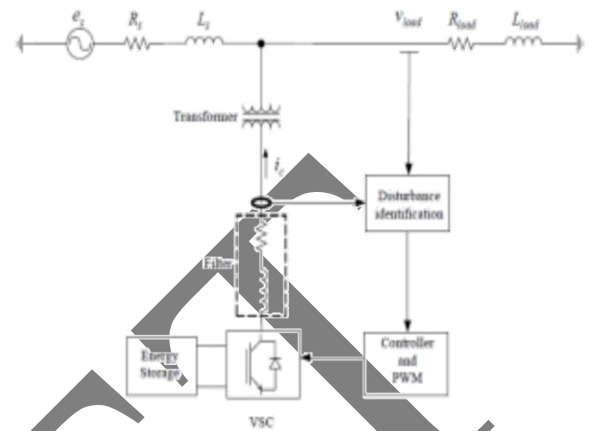 e_s R_s L_s v_load R_load L_load
Transformer
i_c
Disturbance
identification
Filter
Energy
Storage
Controller
and
PWM
VSC